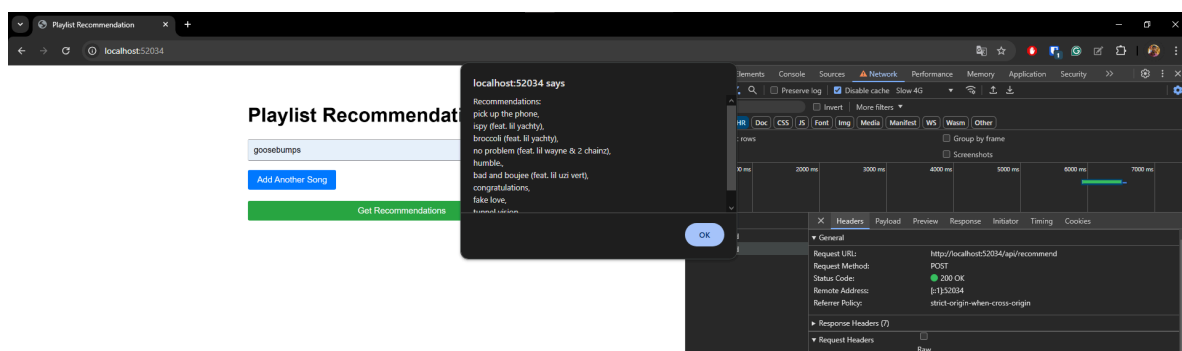 Playlist Recommendation
localhost:52034
localhost:52034 says
Recommendations:
pick up the phone,
ispy (feat. lil yachty),
broccoli (feat. lil yachty),
no problem (feat. lil wayne & 2 chainz),
humble.,
bad and boujee (feat. lil uzi vert),
congratulations,
fake love,
tunnel vision
OK
Playlist Recommendati
goosebumps
Add Another Song
Get Recommendations
Elements Console Sources Network Performance Memory Application Security
Preserve log Disable cache Slow 4G
Invert More filters
HR Doc CSS JS Font Img Media Manifest WS Wasm Other
rows Group by frame
Screenshots
2000 ms 3000 ms 4000 ms 5000 ms 6000 ms 7000 ms
Headers Payload Preview Response Initiator Timing Cookies
General
Request URL: http://localhost:52034/api/recommend
Request Method: POST
Status Code: 200 OK
Remote Address: [::1]:52034
Referrer Policy: strict-origin-when-cross-origin
Response Headers (7)
Request Headers
Raw